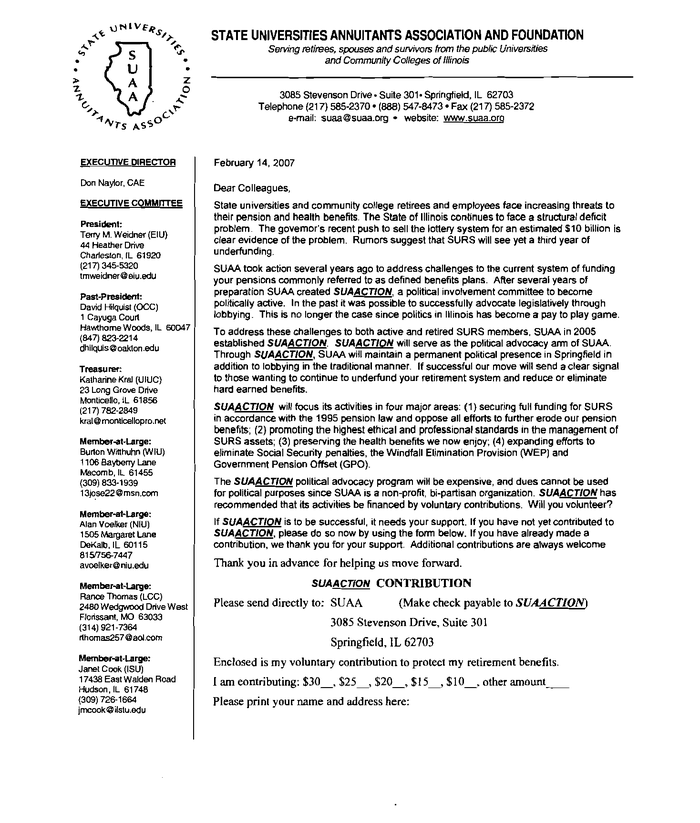 STATE UNIVERSITIES
S
U
A
A
ANNUITANTS ASSOCIATION
STATE UNIVERSITIES ANNUITANTS ASSOCIATION AND FOUNDATION
Serving retirees, spouses and survivors from the public Universities
and Community Colleges of Illinois
3085 Stevenson Drive • Suite 301• Springfield, IL 62703
Telephone (217) 585-2370 • (888) 547-8473 • Fax (217) 585-2372
e-mail: suaa@suaa.org • website: www.suaa.org
EXECUTIVE DIRECTOR
Don Naylor, CAE
EXECUTIVE COMMITTEE
President:
Terry M. Weidner (EIU)
44 Heather Drive
Charleston, IL 61920
(217) 345-5320
tmweidner@eiu.edu
Past-President:
David Hilquist (OCC)
1 Cayuga Court
Hawthorne Woods, IL 60047
(847) 823-2214
dhilquis@oakton.edu
Treasurer:
Katharine Kral (UIUC)
23 Long Grove Drive
Monticello, IL 61856
(217) 782-2849
kral@monticellopro.net
Member-at-Large:
Burton Witthuhn (WIU)
1106 Bayberry Lane
Macomb, IL 61455
(309) 833-1939
13jose22@msn.com
Member-at-Large:
Alan Voelker (NIU)
1505 Margaret Lane
DeKalb, IL 60115
815/756-7447
avoelker@niu.edu
Member-at-Large:
Rance Thomas (LCC)
2480 Wedgwood Drive West
Florissant, MO 63033
(314) 921-7364
rthomas257@aol.com
Member-at-Large:
Janet Cook (ISU)
17438 East Walden Road
Hudson, IL 61748
(309) 726-1664
jmcook@ilstu.edu
February 14, 2007
Dear Colleagues,
State universities and community college retirees and employees face increasing threats to
their pension and health benefits. The State of Illinois continues to face a structural deficit
problem. The governor's recent push to sell the lottery system for an estimated $10 billion is
clear evidence of the problem. Rumors suggest that SURS will see yet a third year of
underfunding.
SUAA took action several years ago to address challenges to the current system of funding
your pensions commonly referred to as defined benefits plans. After several years of
preparation SUAA created SUAACTION, a political involvement committee to become
politically active. In the past it was possible to successfully advocate legislatively through
lobbying. This is no longer the case since politics in Illinois has become a pay to play game.
To address these challenges to both active and retired SURS members, SUAA in 2005
established SUAACTION. SUAACTION will serve as the political advocacy arm of SUAA.
Through SUAACTION, SUAA will maintain a permanent political presence in Springfield in
addition to lobbying in the traditional manner. If successful our move will send a clear signal
to those wanting to continue to underfund your retirement system and reduce or eliminate
hard earned benefits.
SUAACTION will focus its activities in four major areas: (1) securing full funding for SURS
in accordance with the 1995 pension law and oppose all efforts to further erode our pension
benefits; (2) promoting the highest ethical and professional standards in the management of
SURS assets; (3) preserving the health benefits we now enjoy; (4) expanding efforts to
eliminate Social Security penalties, the Windfall Elimination Provision (WEP) and
Government Pension Offset (GPO).
The SUAACTION political advocacy program will be expensive, and dues cannot be used
for political purposes since SUAA is a non-profit, bi-partisan organization. SUAACTION has
recommended that its activities be financed by voluntary contributions. Will you volunteer?
If SUAACTION is to be successful, it needs your support. If you have not yet contributed to
SUAACTION, please do so now by using the form below. If you have already made a
contribution, we thank you for your support. Additional contributions are always welcome
Thank you in advance for helping us move forward.
SUAACTION CONTRIBUTION
Please send directly to: SUAA (Make check payable to SUAACTION)
3085 Stevenson Drive, Suite 301
Springfield, IL 62703
Enclosed is my voluntary contribution to protect my retirement benefits.
I am contributing: $30__, $25__, $20__, $15__, $10__, other amount____
Please print your name and address here: